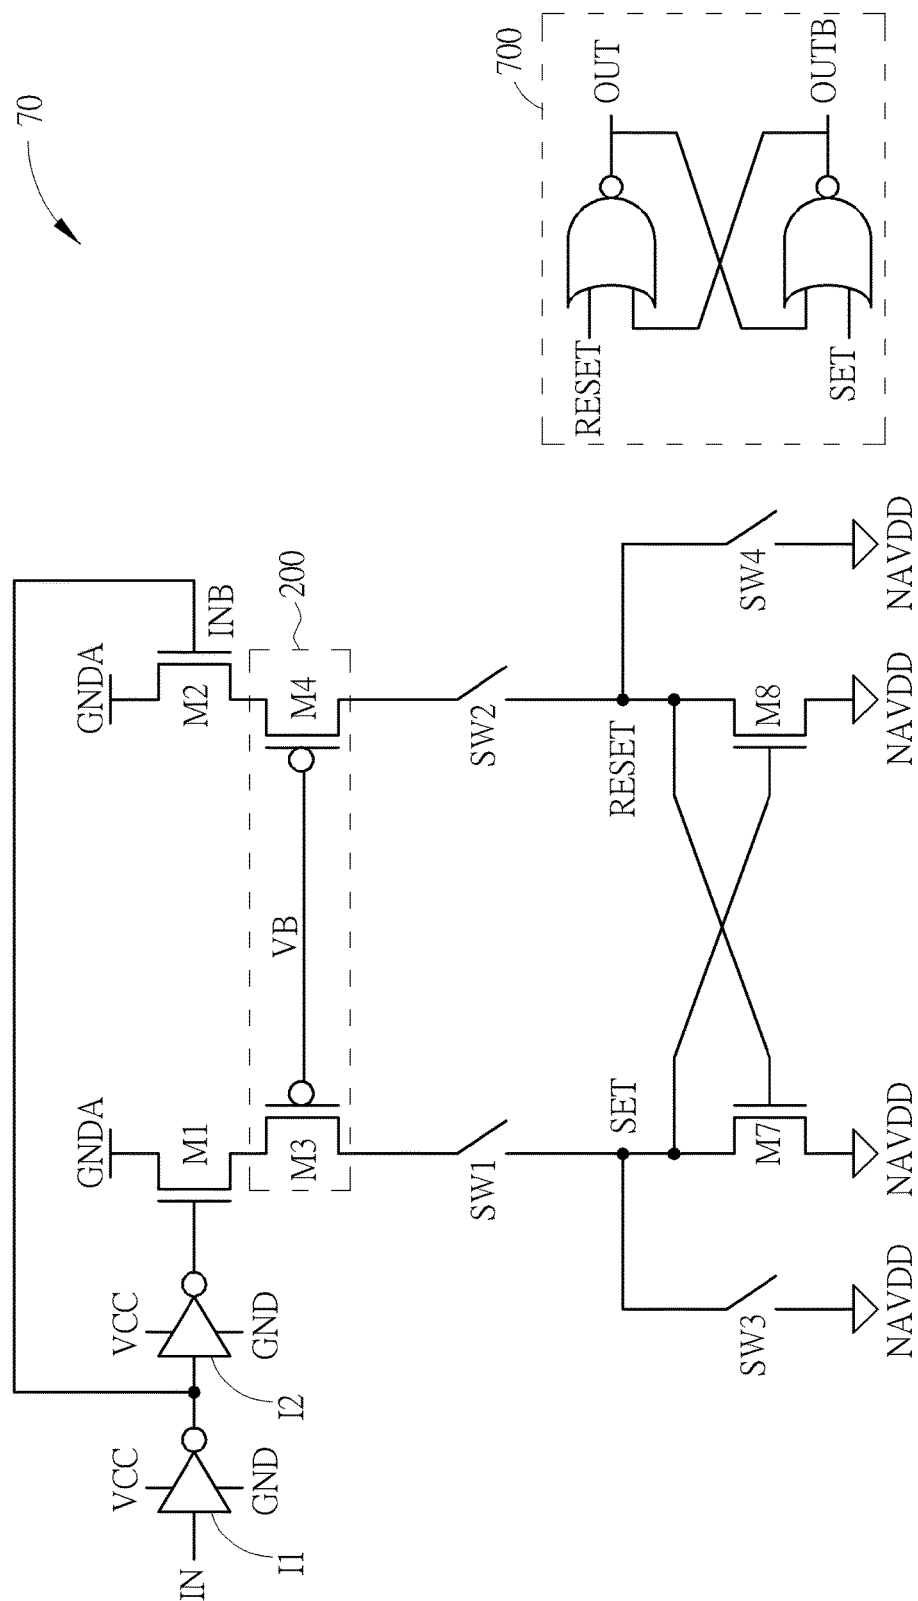 70
GNDA
GNDA
VCC
VCC
IN
I1
GND
I2
GND
M1
M2
INB
M3
VB
M4
200
SW1
SW2
SET
RESET
SW3
M7
M8
SW4
NAVDD
NAVDD
NAVDD
NAVDD
700
RESET
OUT
SET
OUTB